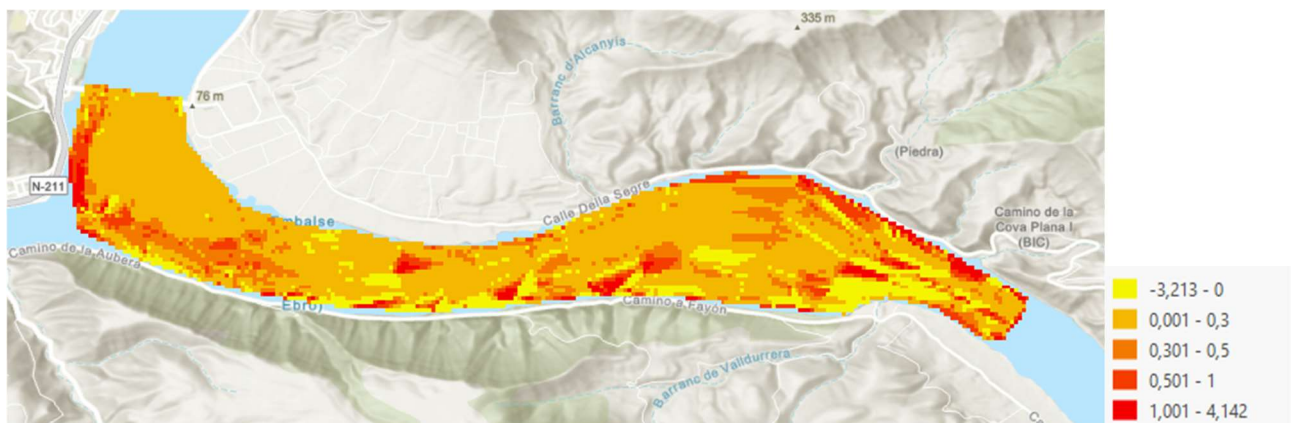 335 m
Barranc d'Alcanyís
76 m
(Piedra)
N-211
Calle Della Segre
Camino de la
Cova Plana I
(BIC)
mbalse
Camino de la Aubera
Ebro)
Camino a Fayón
Barranc de Valldurrera
-3,213 - 0
0,001 - 0,3
0,301 - 0,5
0,501 - 1
1,001 - 4,142